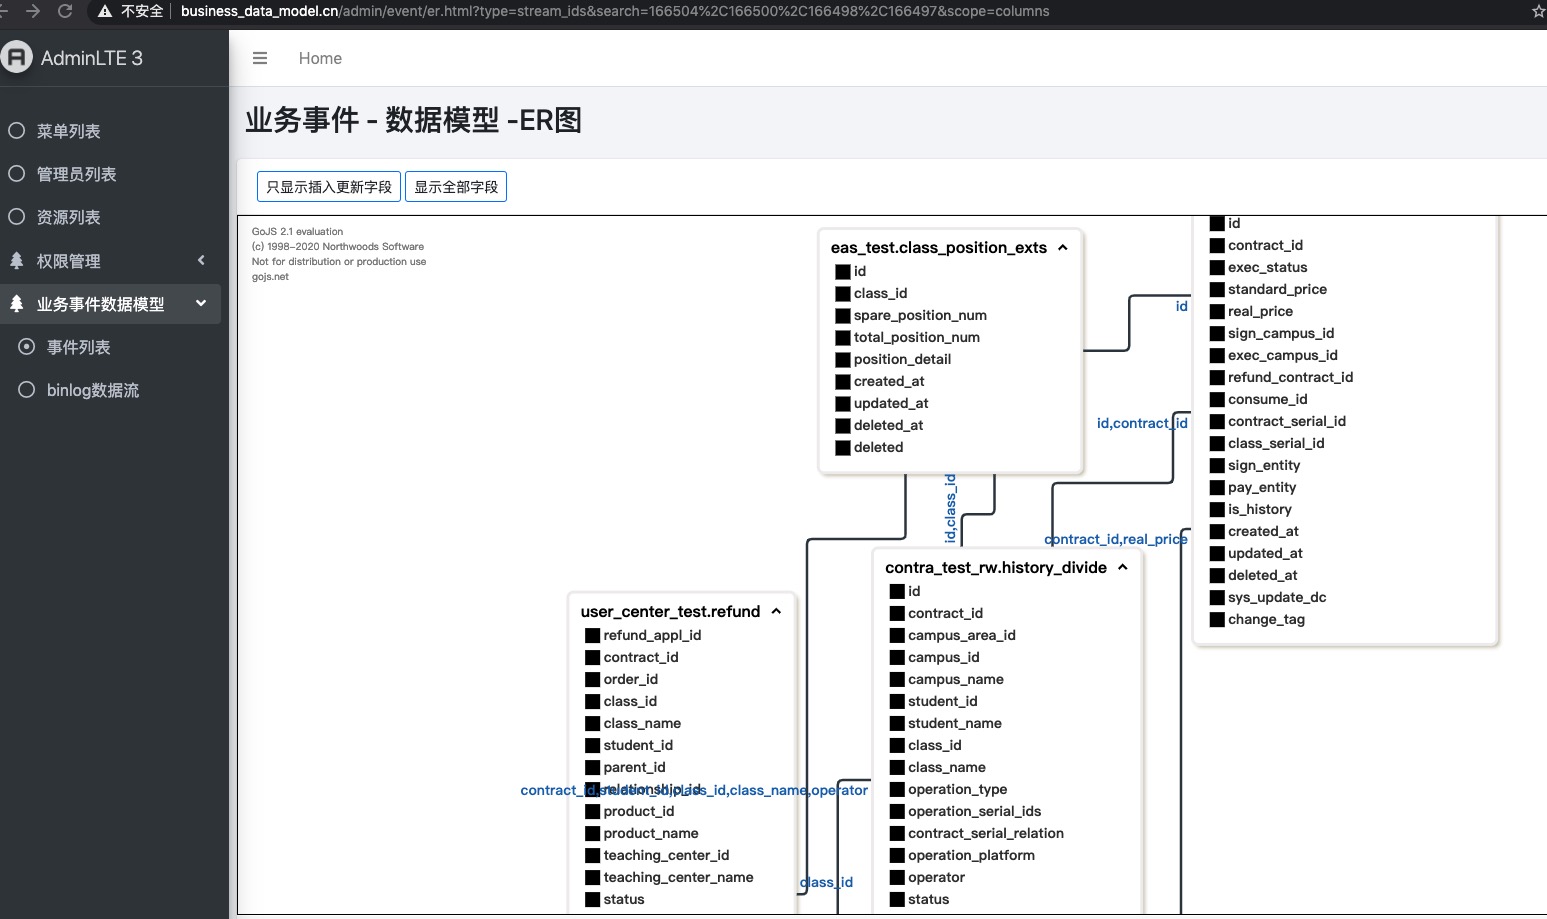 不安全 business_data_model.cn/admin/event/er.html?type=stream_ids&search=166504%2C166500%2C166498%2C166497&scope=columns
AdminLTE 3
Home
菜单列表
管理员列表
资源列表
权限管理
业务事件数据模型
事件列表
binlog数据流
业务事件 - 数据模型 -ER图
只显示插入更新字段 显示全部字段
GoJS 2.1 evaluation
(c) 1998-2020 Northwoods Software
Not for distribution or production use
gojs.net
eas_test.class_position_exts
id
class_id
spare_position_num
total_position_num
position_detail
created_at
updated_at
deleted_at
deleted
id
id,contract_id
id,class_id
contract_id,real_price
id
contract_id
exec_status
standard_price
real_price
sign_campus_id
exec_campus_id
refund_contract_id
consume_id
contract_serial_id
class_serial_id
sign_entity
pay_entity
is_history
created_at
updated_at
deleted_at
sys_update_dc
change_tag
user_center_test.refund
refund_appl_id
contract_id
order_id
class_id
class_name
student_id
parent_id
relationship_id
product_id
product_name
teaching_center_id
teaching_center_name
status
contract_id,student_id,class_id,class_name,operator
class_id
contra_test_rw.history_divide
id
contract_id
campus_area_id
campus_id
campus_name
student_id
student_name
class_id
class_name
operation_type
operation_serial_ids
contract_serial_relation
operation_platform
operator
status